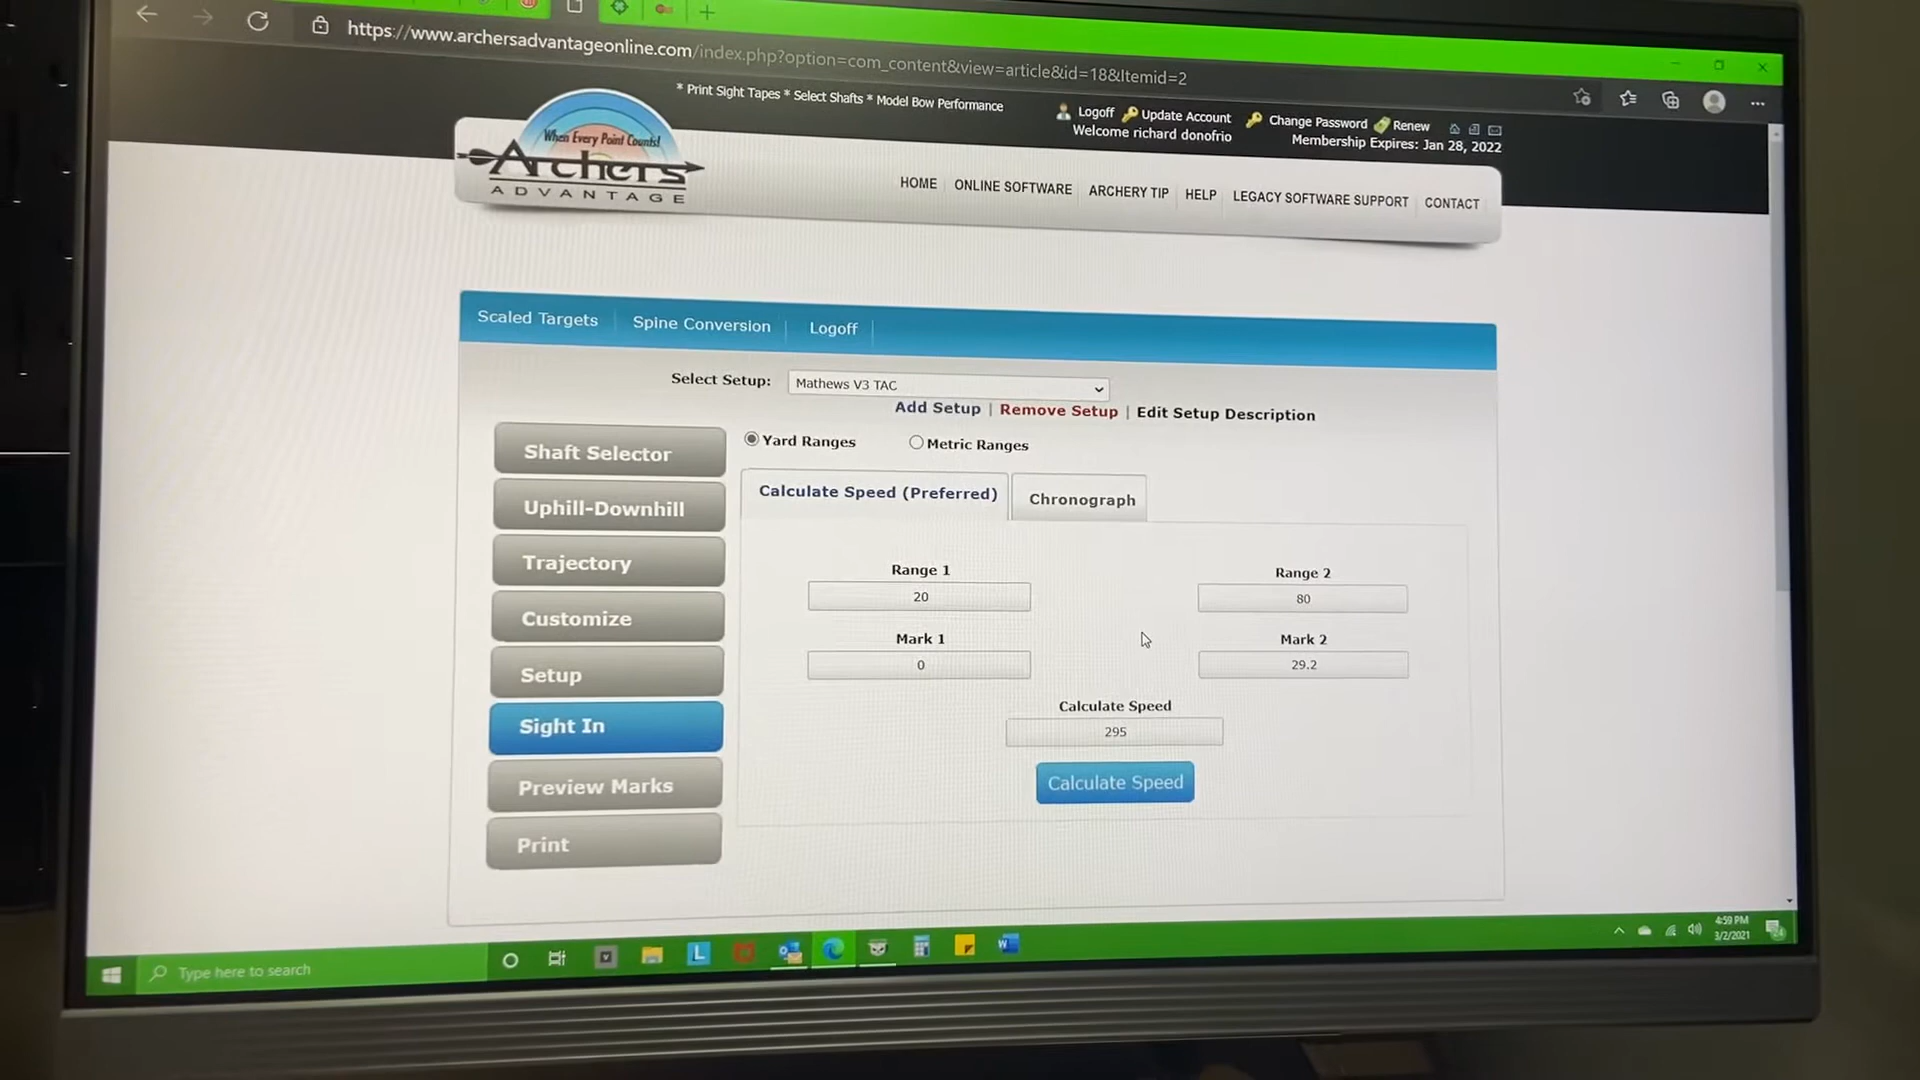 https://www.archersadvantageonline.com/index.php?option=com_content&view=article&id=18&Itemid=2
* Print Sight Tapes * Select Shafts * Model Bow Performance
Logoff Update Account Change Password Renew
Welcome richard donofrio Membership Expires: Jan 28, 2022
When Every Point Counts!
Archers
ADVANTAGE
HOME ONLINE SOFTWARE ARCHERY TIP HELP LEGACY SOFTWARE SUPPORT CONTACT
Scaled Targets Spine Conversion Logoff
Select Setup: Mathews V3 TAC
Add Setup | Remove Setup | Edit Setup Description
Yard Ranges Metric Ranges
Calculate Speed (Preferred) Chronograph
Shaft Selector
Uphill-Downhill
Trajectory
Customize
Setup
Sight In
Preview Marks
Print
Range 1 Range 2
20 80
Mark 1 Mark 2
0 29.2
Calculate Speed
295
Calculate Speed
Type here to search
4:59 PM
3/2/2021